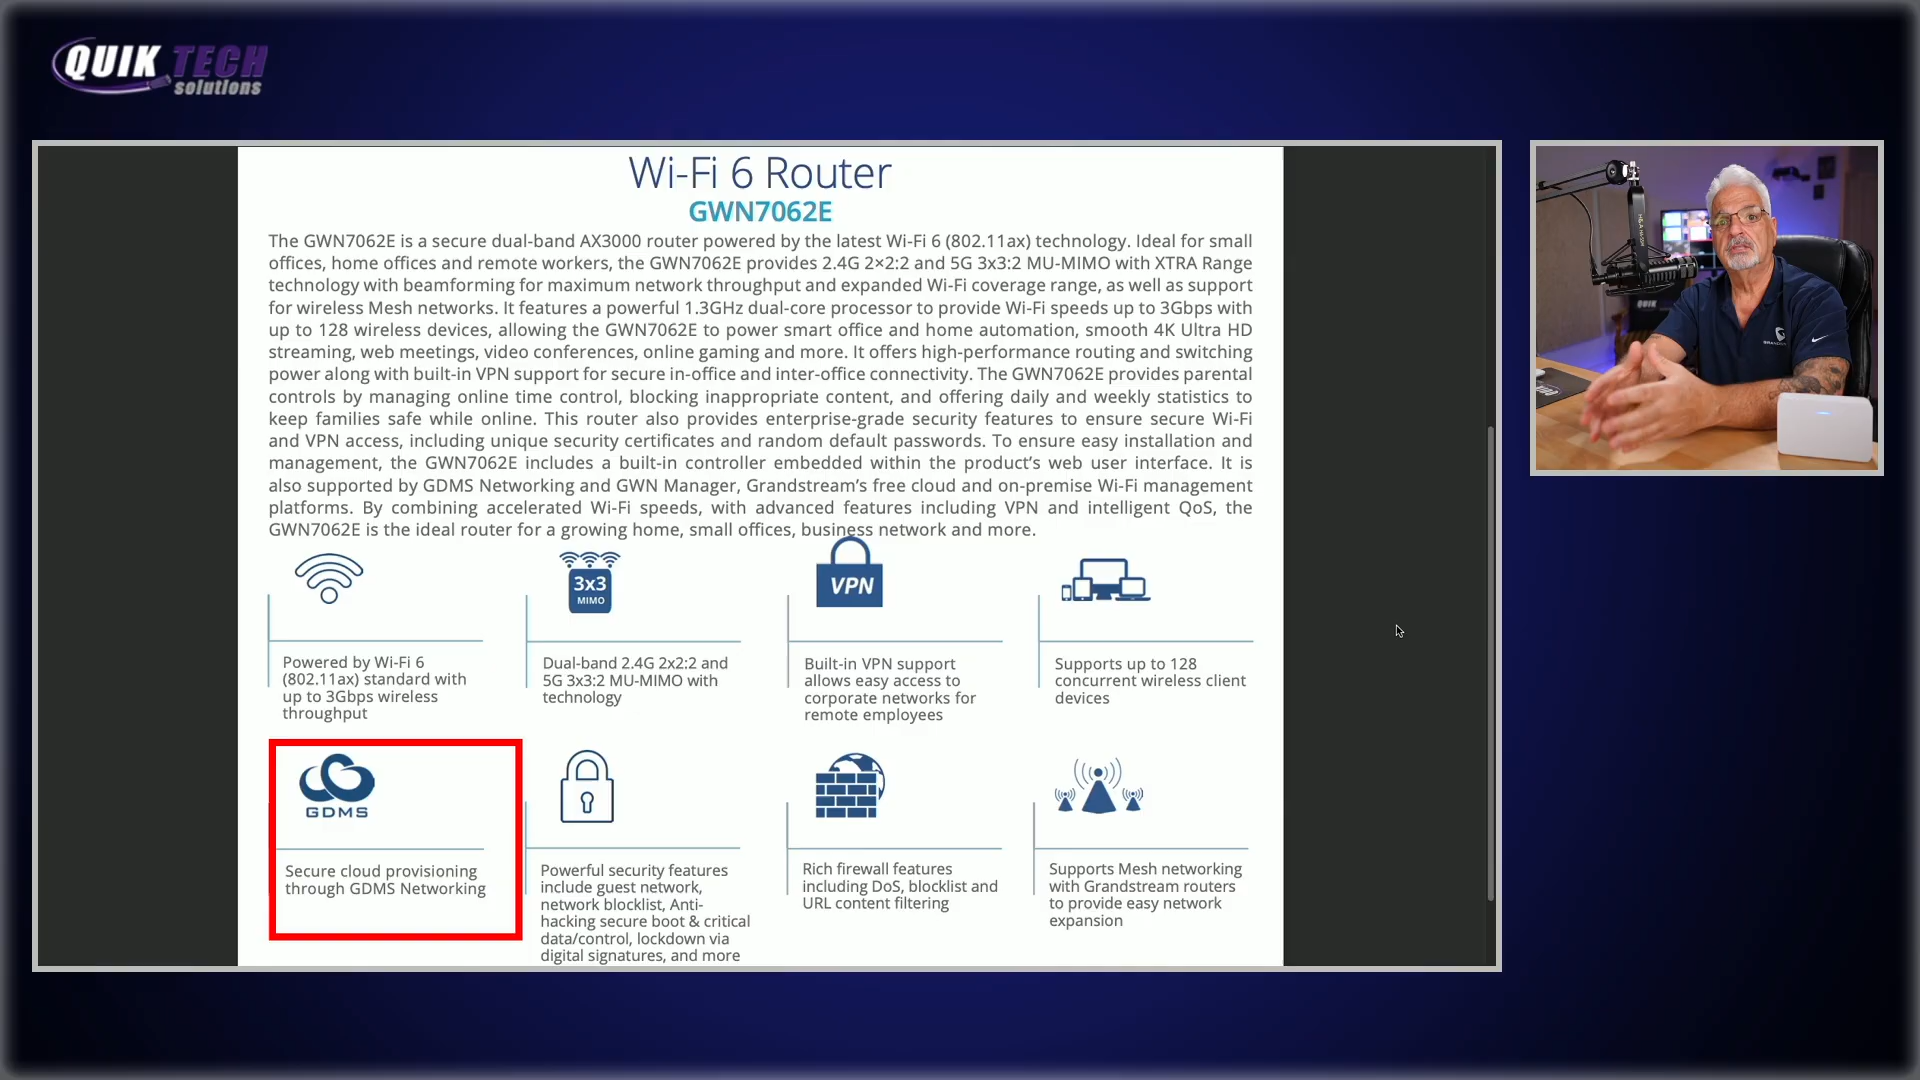 QUIK TECH
solutions
Wi-Fi 6 Router
GWN7062E
The GWN7062E is a secure dual-band AX3000 router powered by the latest Wi-Fi 6 (802.11ax) technology. Ideal for small
offices, home offices and remote workers, the GWN7062E provides 2.4G 2×2:2 and 5G 3x3:2 MU-MIMO with XTRA Range
technology with beamforming for maximum network throughput and expanded Wi-Fi coverage range, as well as support
for wireless Mesh networks. It features a powerful 1.3GHz dual-core processor to provide Wi-Fi speeds up to 3Gbps with
up to 128 wireless devices, allowing the GWN7062E to power smart office and home automation, smooth 4K Ultra HD
streaming, web meetings, video conferences, online gaming and more. It offers high-performance routing and switching
power along with built-in VPN support for secure in-office and inter-office connectivity. The GWN7062E provides parental
controls by managing online time control, blocking inappropriate content, and offering daily and weekly statistics to
keep families safe while online. This router also provides enterprise-grade security features to ensure secure Wi-Fi
and VPN access, including unique security certificates and random default passwords. To ensure easy installation and
management, the GWN7062E includes a built-in controller embedded within the product's web user interface. It is
also supported by GDMS Networking and GWN Manager, Grandstream's free cloud and on-premise Wi-Fi management
platforms. By combining accelerated Wi-Fi speeds, with advanced features including VPN and intelligent QoS, the
GWN7062E is the ideal router for a growing home, small offices, business network and more.
3x3
MIMO
VPN
Powered by Wi-Fi 6
(802.11ax) standard with
up to 3Gbps wireless
throughput
Dual-band 2.4G 2x2:2 and
5G 3x3:2 MU-MIMO with
technology
Built-in VPN support
allows easy access to
corporate networks for
remote employees
Supports up to 128
concurrent wireless client
devices
GDMS
Secure cloud provisioning
through GDMS Networking
Powerful security features
include guest network,
network blocklist, Anti-
hacking secure boot & critical
data/control, lockdown via
digital signatures, and more
Rich firewall features
including DoS, blocklist and
URL content filtering
Supports Mesh networking
with Grandstream routers
to provide easy network
expansion
QUIK